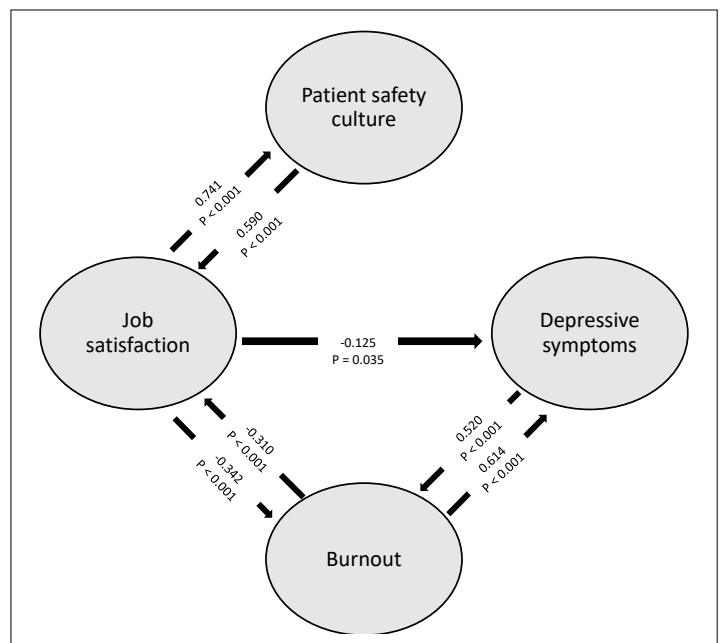 Patient safety
culture
0.741
P < 0.001
0.590
P < 0.001
Job
satisfaction
-0.125
P = 0.035
Depressive
symptoms
-0.310
P < 0.001
-0.342
P < 0.001
0.520
P < 0.001
0.614
P < 0.001
Burnout